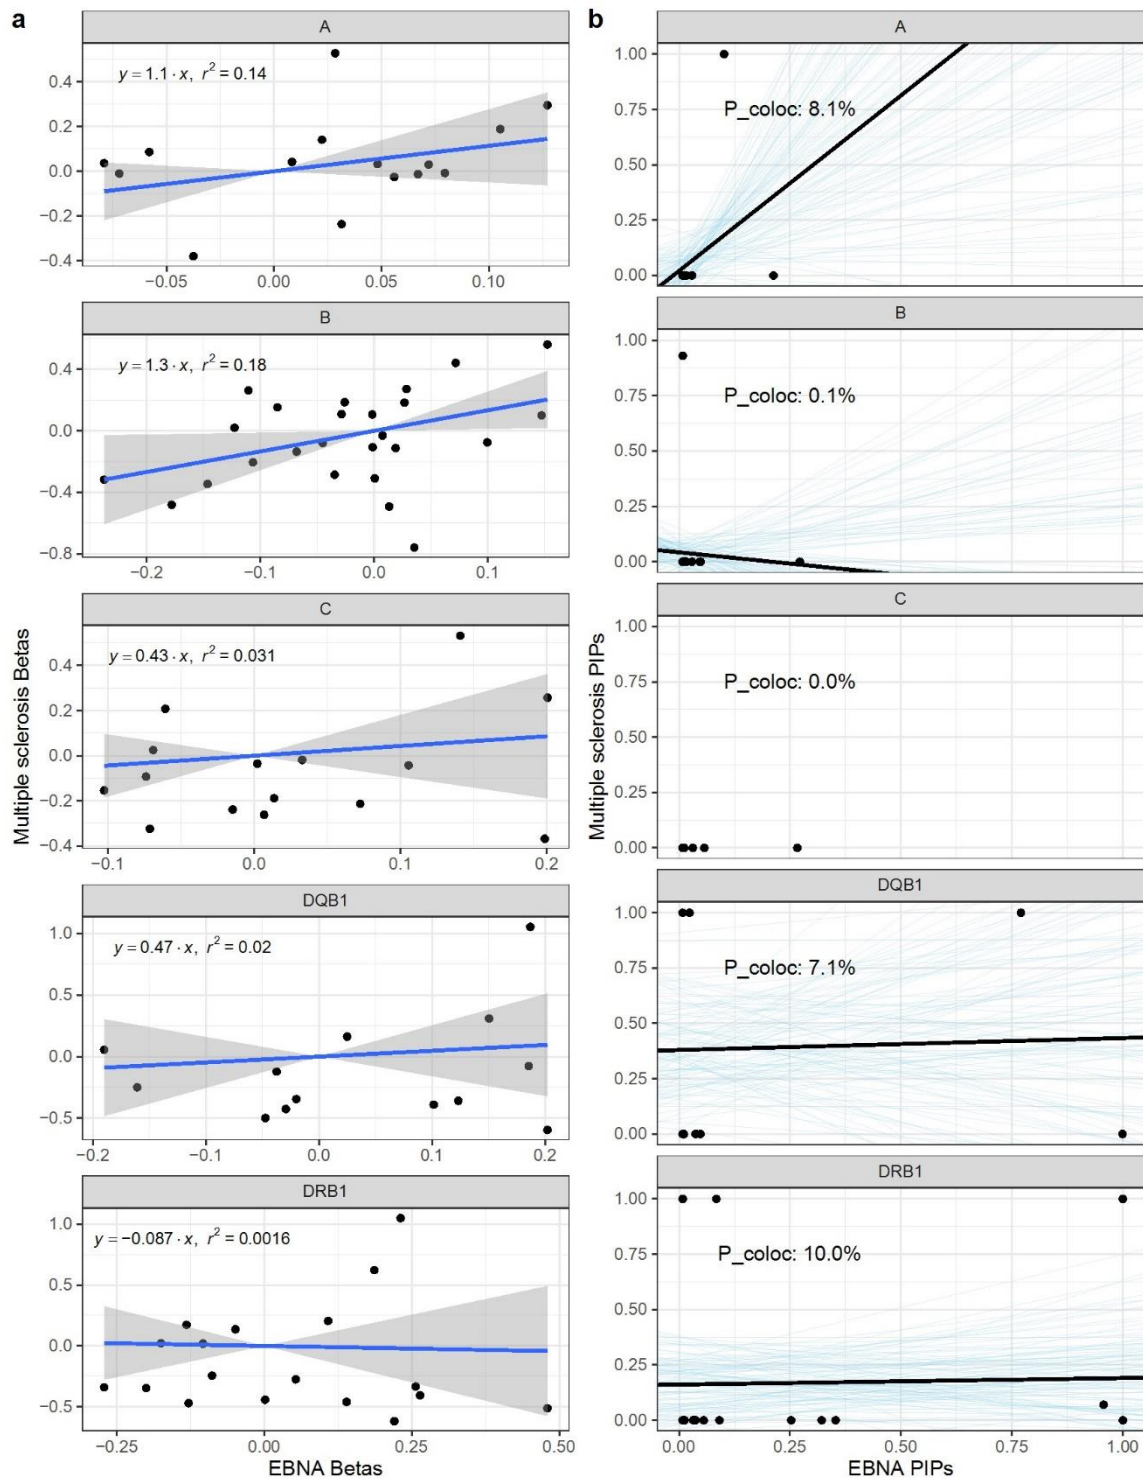 a
A
y = 1.1 · x, r² = 0.14
0.4
0.2
0.0
−0.2
−0.4
−0.05
0.00
0.05
0.10
B
y = 1.3 · x, r² = 0.18
0.4
0.0
−0.4
−0.8
−0.2
−0.1
0.0
0.1
C
y = 0.43 · x, r² = 0.031
0.4
0.2
0.0
−0.2
−0.4
−0.1
0.0
0.1
0.2
DQB1
y = 0.47 · x, r² = 0.02
1.0
0.5
0.0
−0.5
−0.2
−0.1
0.0
0.1
0.2
DRB1
y = −0.087 · x, r² = 0.0016
1.0
0.5
0.0
−0.5
−0.25
0.00
0.25
0.50
Multiple sclerosis Betas
EBNA Betas
b
A
P_coloc: 8.1%
1.00
0.75
0.50
0.25
0.00
B
P_coloc: 0.1%
1.00
0.75
0.50
0.25
0.00
C
P_coloc: 0.0%
1.00
0.75
0.50
0.25
0.00
DQB1
P_coloc: 7.1%
1.00
0.75
0.50
0.25
0.00
DRB1
P_coloc: 10.0%
1.00
0.75
0.50
0.25
0.00
0.00
0.25
0.50
0.75
1.00
Multiple sclerosis PIPs
EBNA PIPs